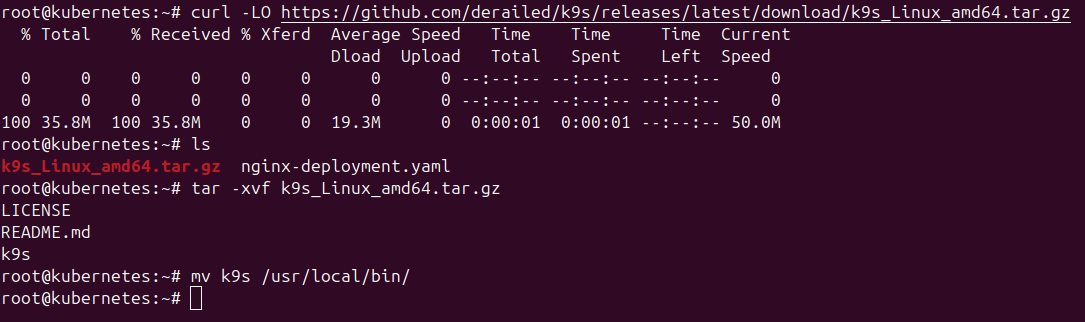 root@kubernetes:~# curl -LO https://github.com/derailed/k9s/releases/latest/download/k9s_Linux_amd64.tar.gz
  % Total    % Received % Xferd  Average Speed   Time    Time     Time  Current
                                 Dload  Upload   Total   Spent    Left  Speed
  0     0    0     0    0     0      0      0 --:--:-- --:--:-- --:--:--     0
  0     0    0     0    0     0      0      0 --:--:-- --:--:-- --:--:--     0
100 35.8M  100 35.8M    0     0  19.3M      0  0:00:01  0:00:01 --:--:-- 50.0M
root@kubernetes:~# ls
k9s_Linux_amd64.tar.gz  nginx-deployment.yaml
root@kubernetes:~# tar -xvf k9s_Linux_amd64.tar.gz
LICENSE
README.md
k9s
root@kubernetes:~# mv k9s /usr/local/bin/
root@kubernetes:~#